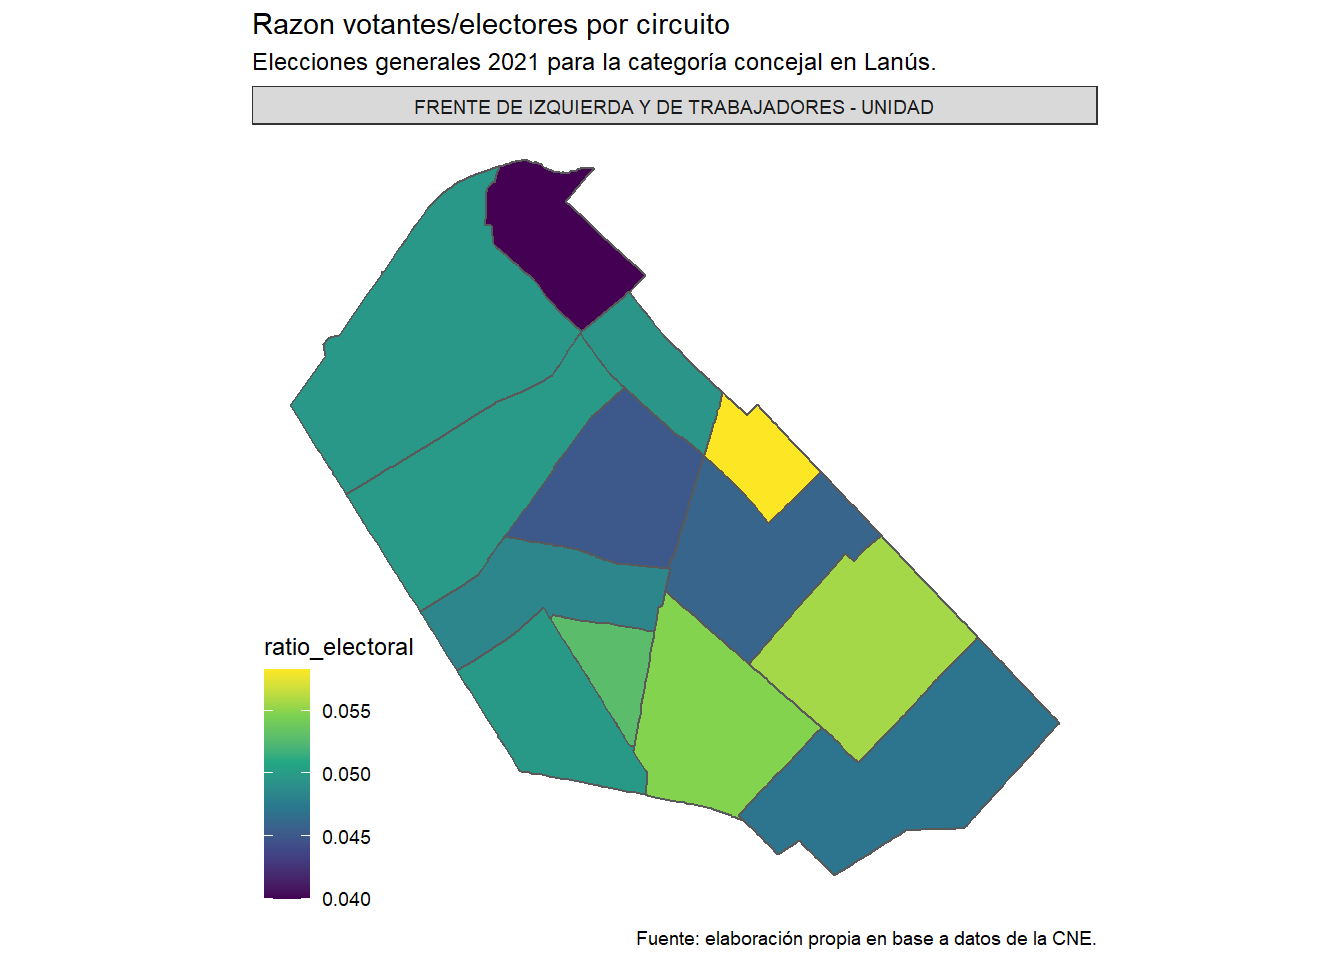 Razon votantes/electores por circuito
Elecciones generales 2021 para la categoría concejal en Lanús.
FRENTE DE IZQUIERDA Y DE TRABAJADORES - UNIDAD
ratio_electoral
0.055
0.050
0.045
0.040
Fuente: elaboración propia en base a datos de la CNE.